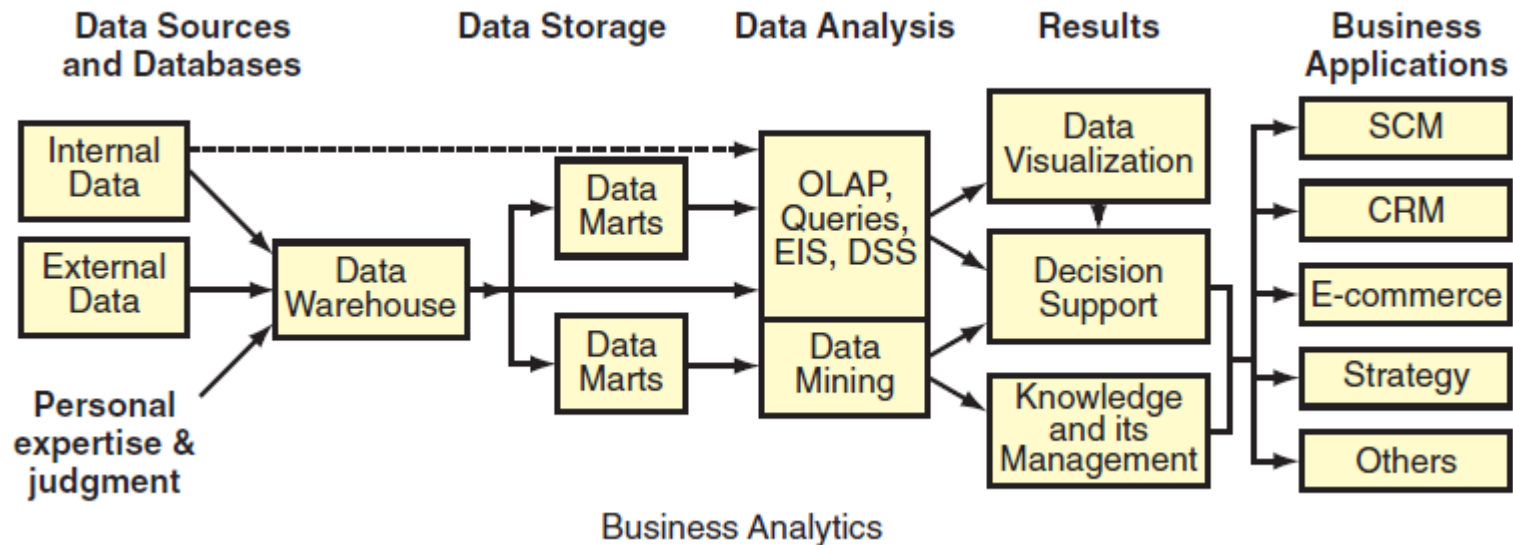 Data Sources
and Databases
Data Storage
Data Analysis
Results
Business
Applications
Internal
Data
External
Data
Personal
expertise &
judgment
Data
Warehouse
Data
Marts
Data
Marts
OLAP,
Queries,
EIS, DSS
Data
Mining
Data
Visualization
Decision
Support
Knowledge
and its
Management
SCM
CRM
E-commerce
Strategy
Others
Business Analytics